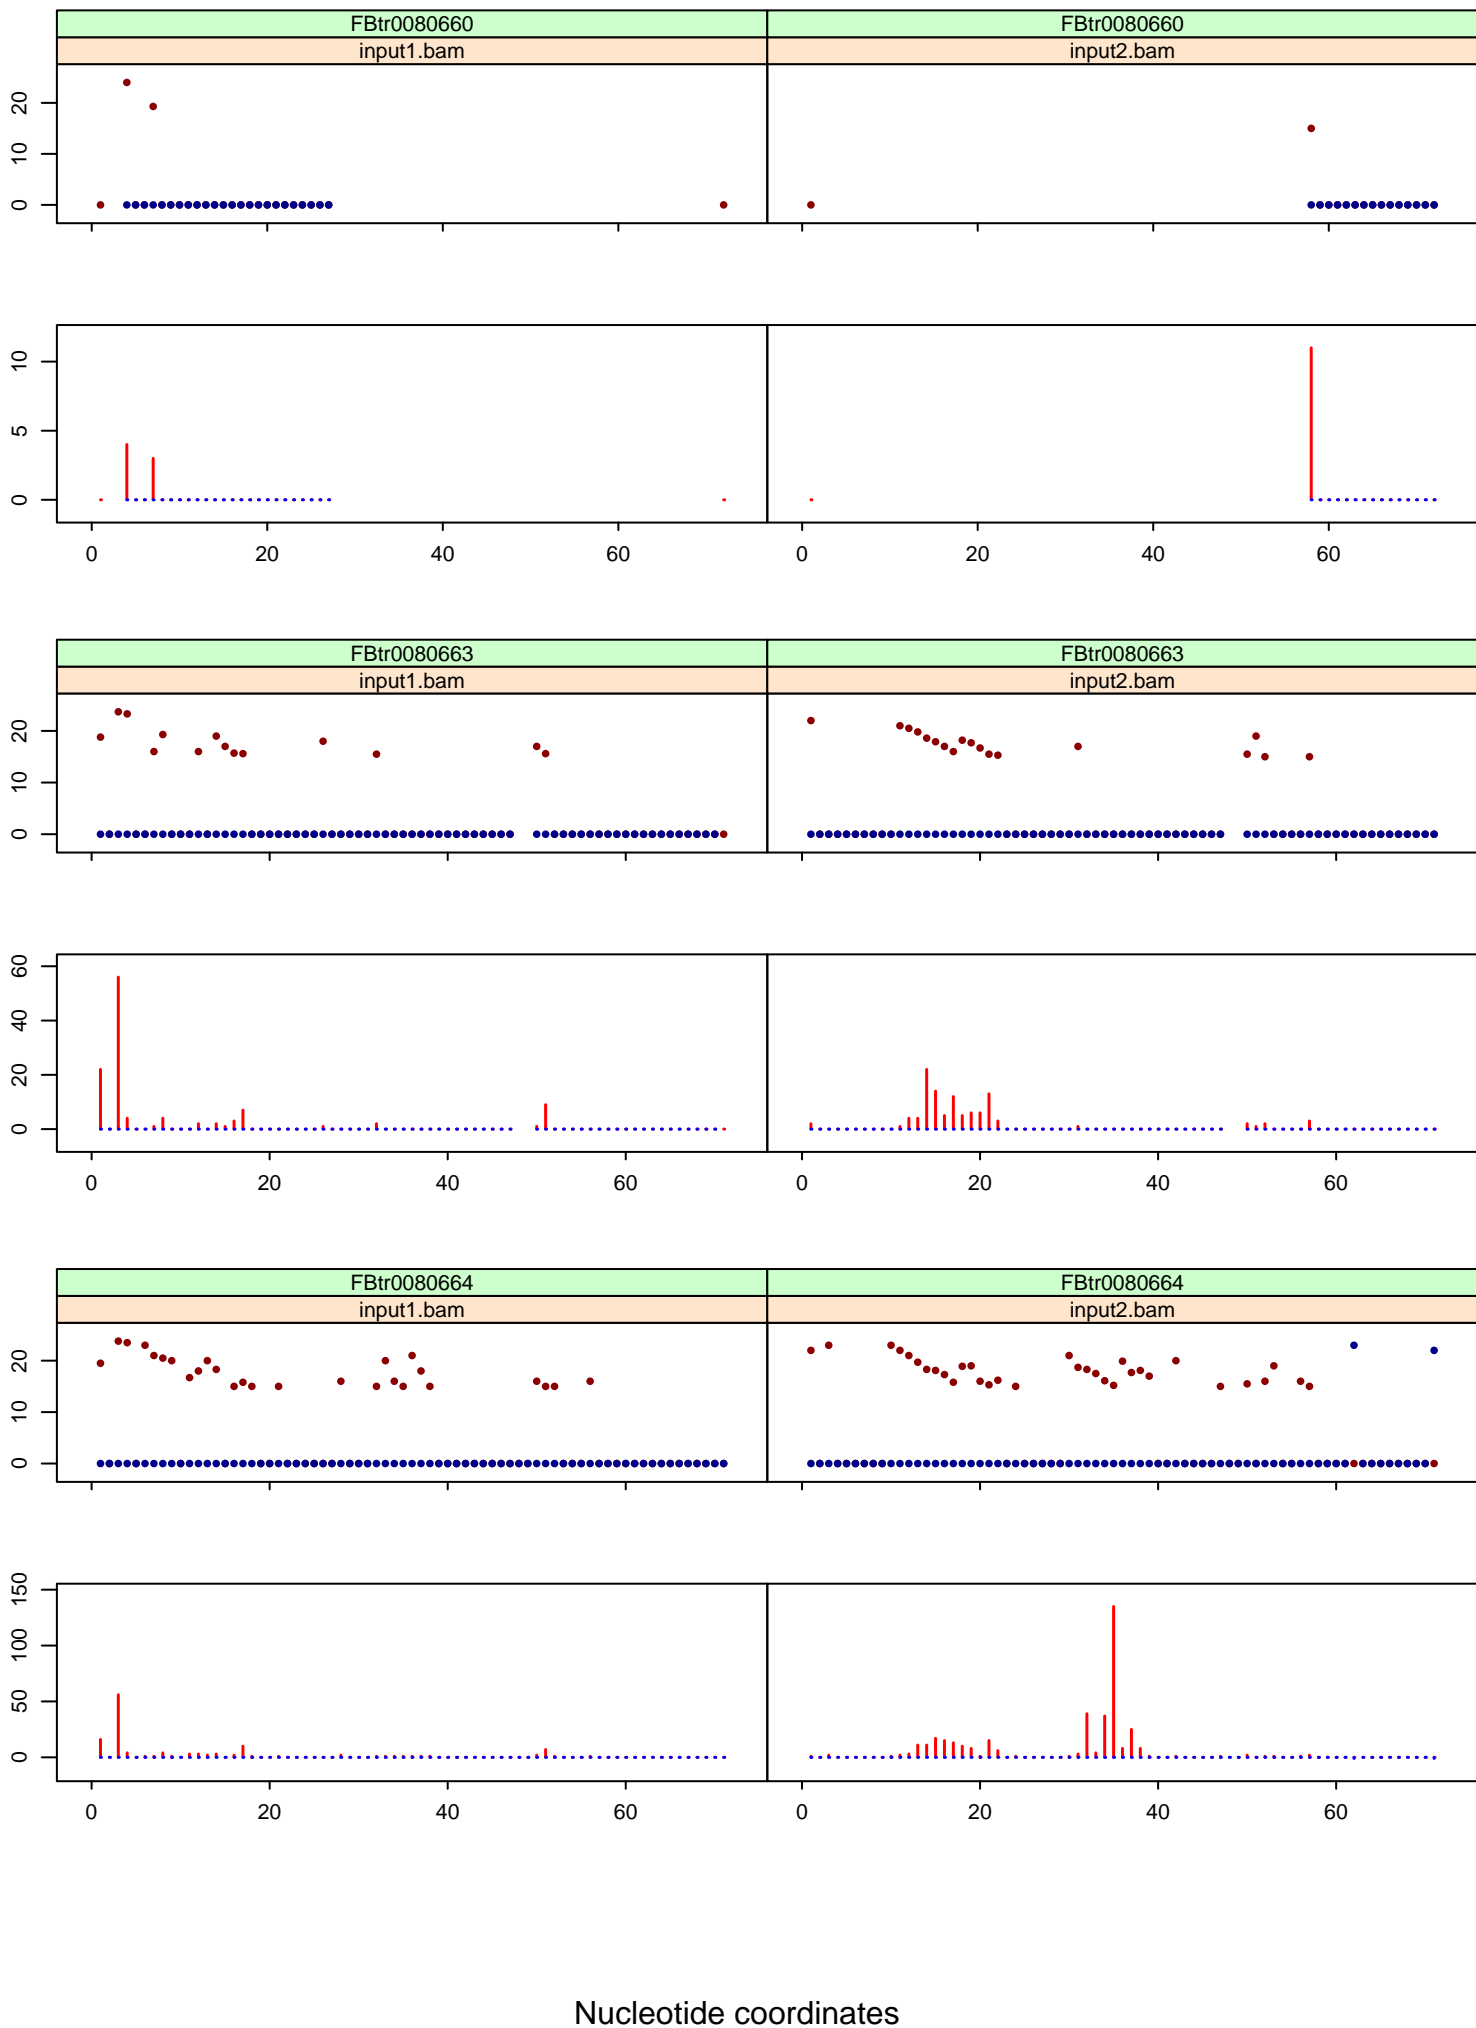 FBtr0080660 FBtr0080660
input1.bam input2.bam
20
10
0
0 20 40 60 0 20 40 60
10
5
0
FBtr0080663 FBtr0080663
input1.bam input2.bam
20
10
0
60
40
20
0
0 20 40 60 0 20 40 60
FBtr0080664 FBtr0080664
input1.bam input2.bam
20
10
0
150
100
50
0
0 20 40 60 0 20 40 60
Nucleotide coordinates